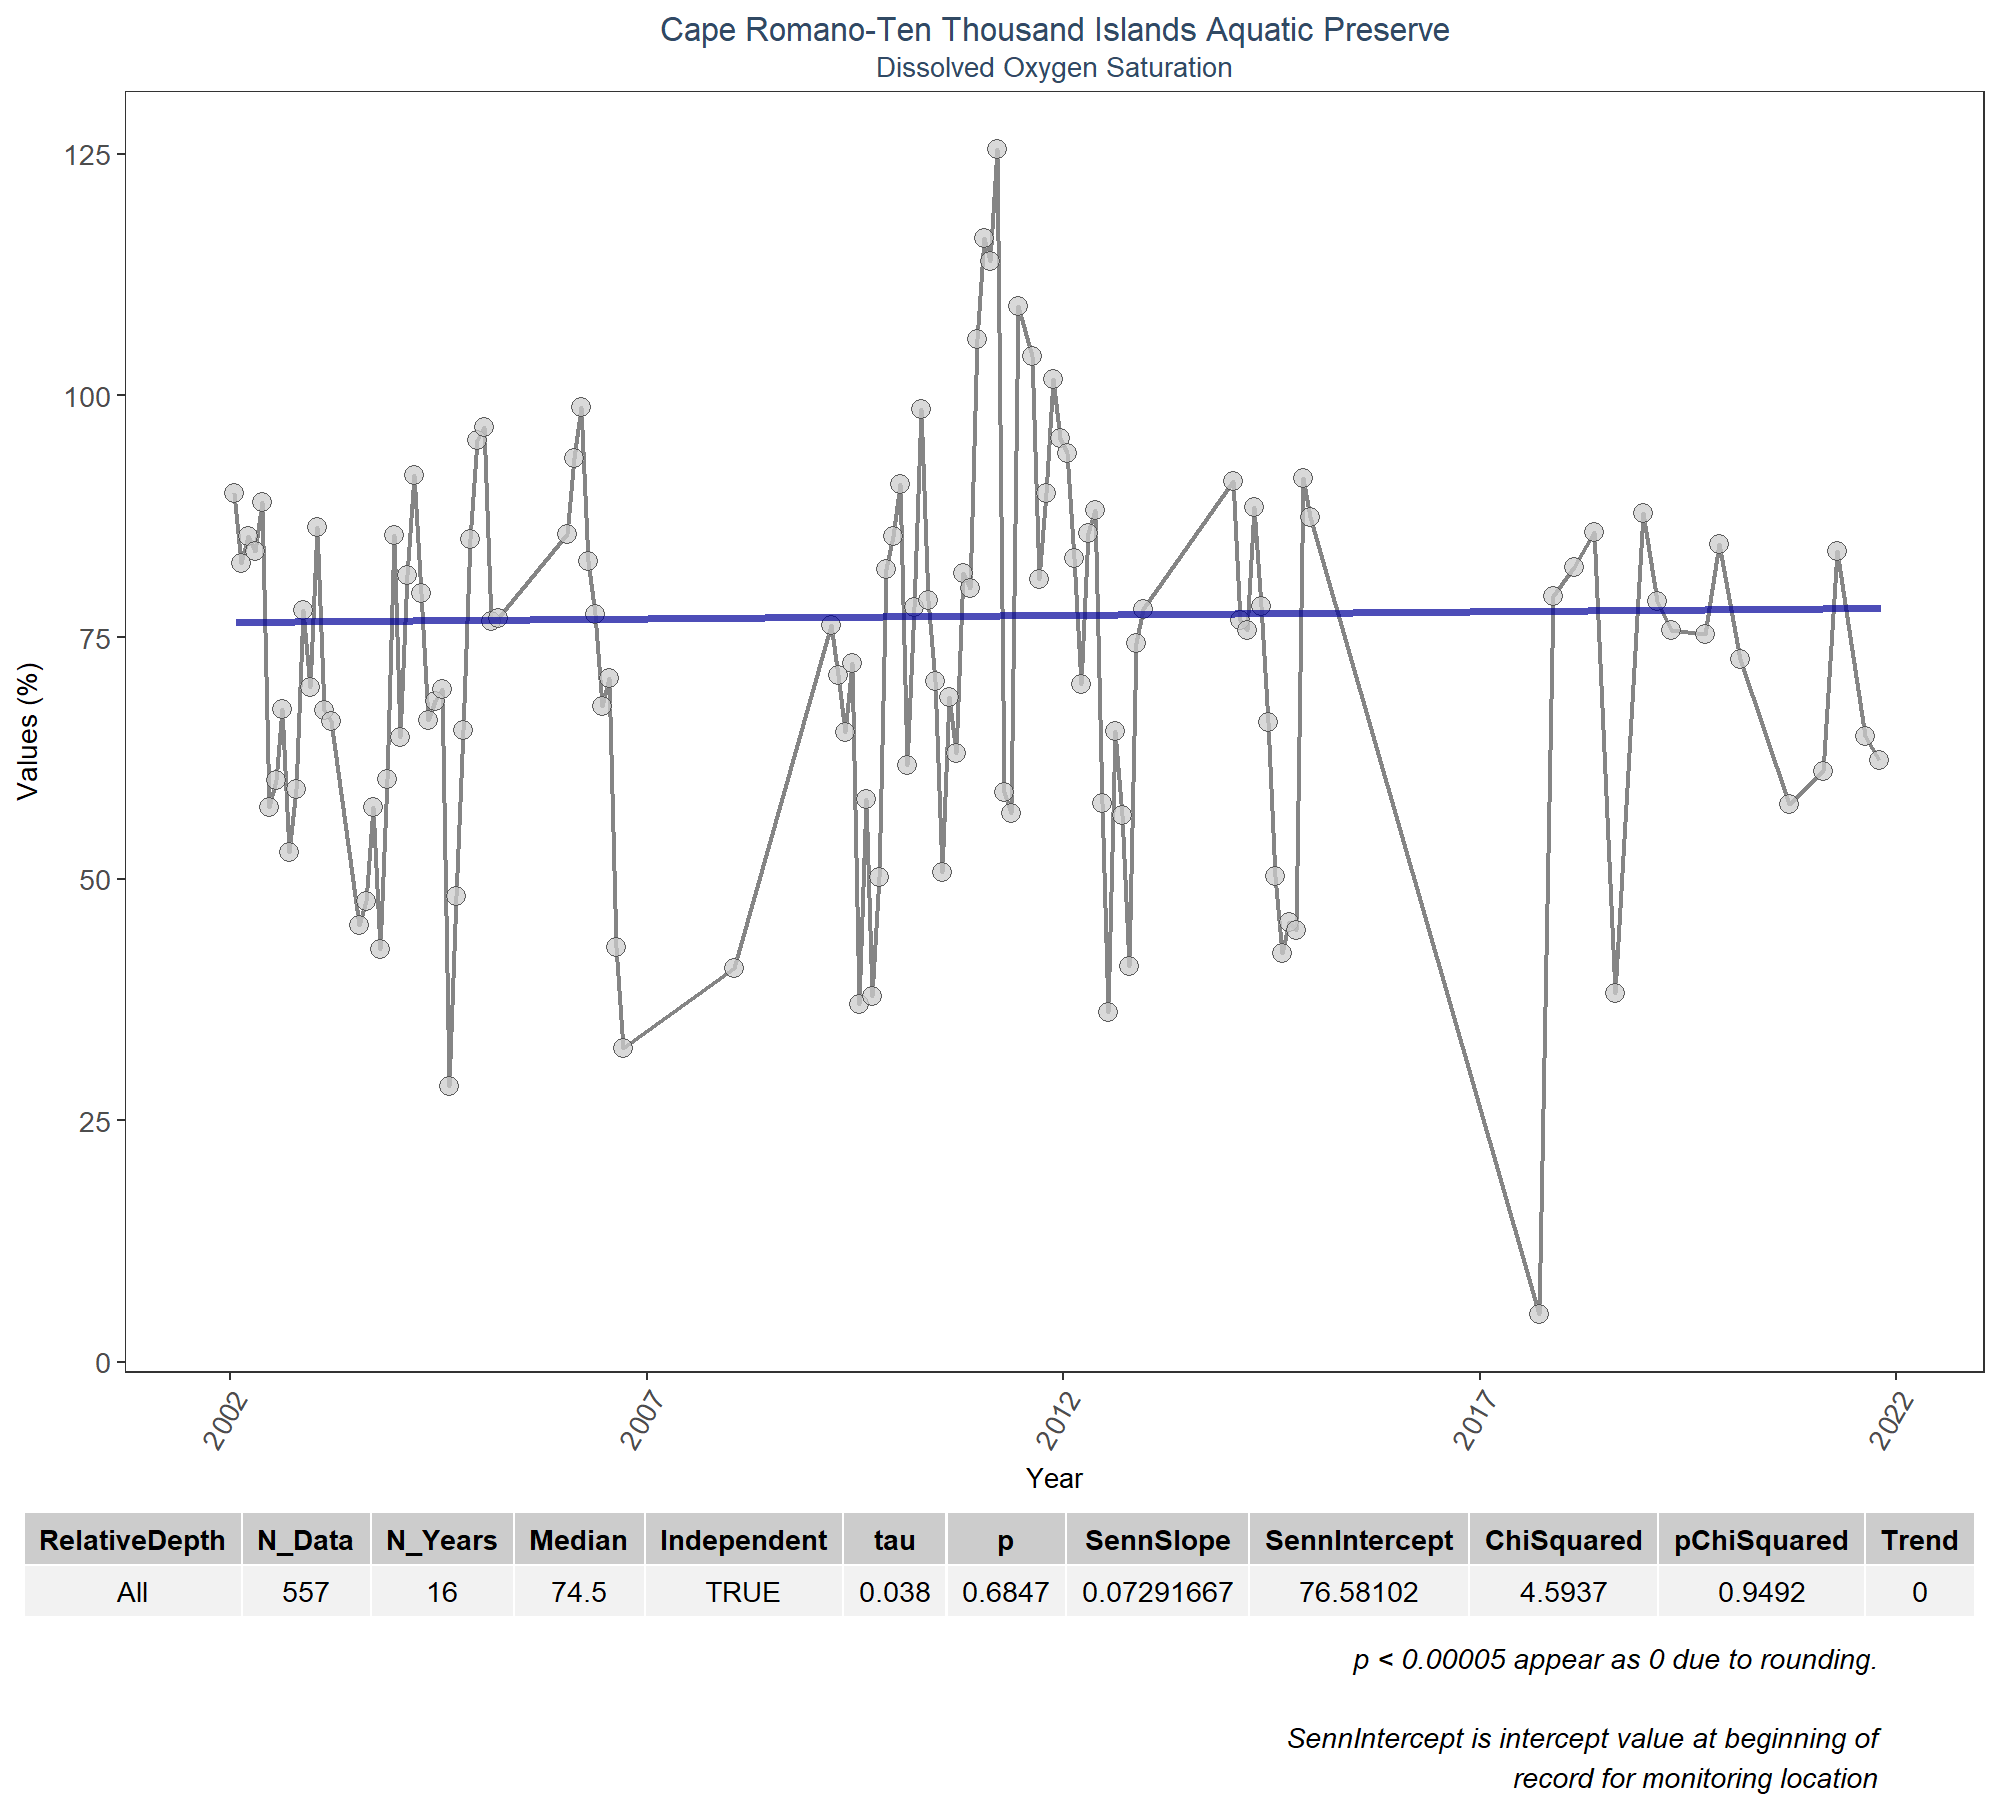 Cape Romano-Ten Thousand Islands Aquatic Preserve
Dissolved Oxygen Saturation
Values (%)
125
100
75
50
25
0
2002 2007 2012 2017 2022
Year
RelativeDepth N_Data N_Years Median Independent tau p SennSlope SennIntercept ChiSquared pChiSquared Trend
All 557 16 74.5 TRUE 0.038 0.6847 0.07291667 76.58102 4.5937 0.9492 0
p < 0.00005 appear as 0 due to rounding.
SennIntercept is intercept value at beginning of
record for monitoring location